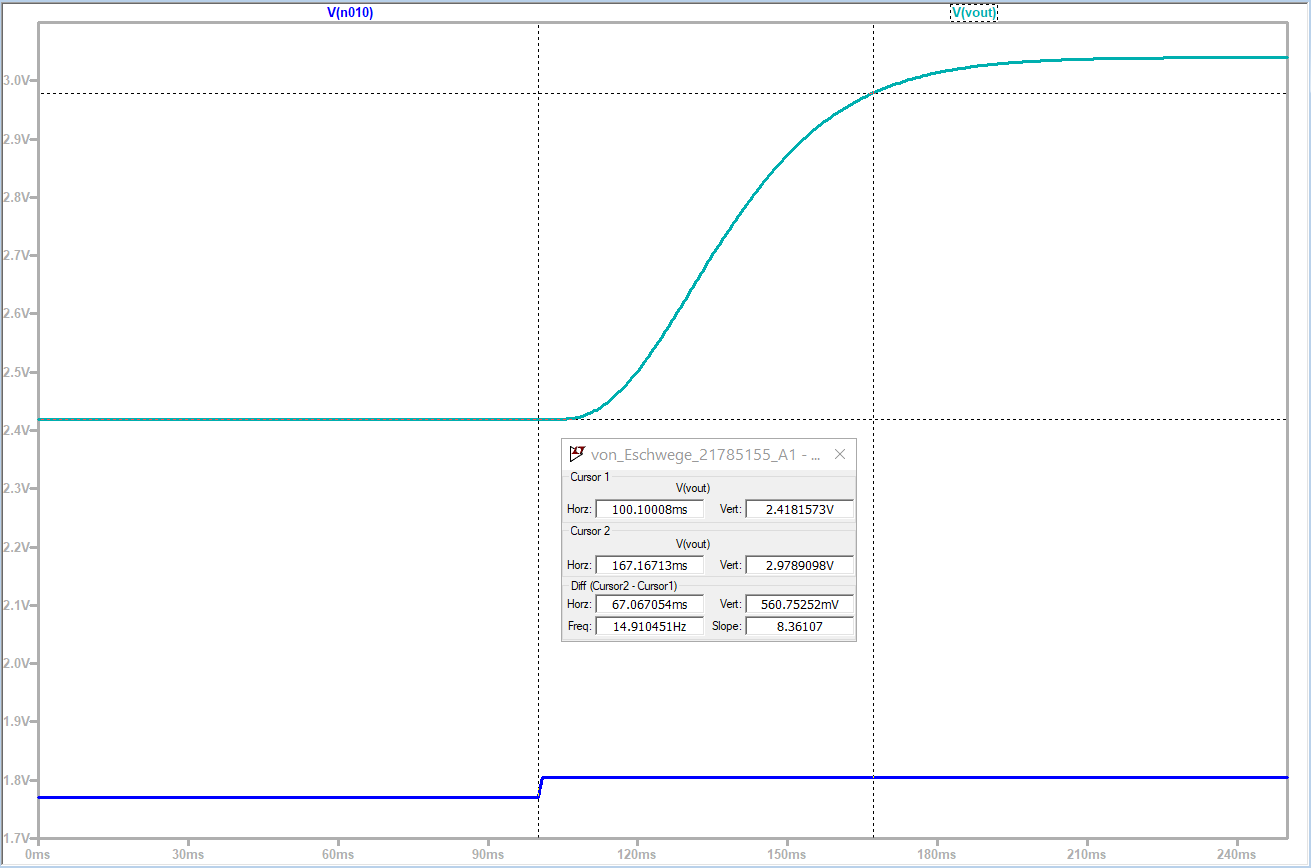 V(n010) V(vout)
3.0V
2.9V
2.8V
2.7V
2.6V
2.5V
2.4V
2.3V
2.2V
2.1V
2.0V
1.9V
1.8V
1.7V
von_Eschwege_21785155_A1 - ...
Cursor 1
V(vout)
Horz: 100.10008ms Vert: 2.4181573V
Cursor 2
V(vout)
Horz: 167.16713ms Vert: 2.9789098V
Diff (Cursor2 - Cursor1)
Horz: 67.067054ms Vert: 560.75252mV
Freq: 14.910451Hz Slope: 8.36107
0ms 30ms 60ms 90ms 120ms 150ms 180ms 210ms 240ms